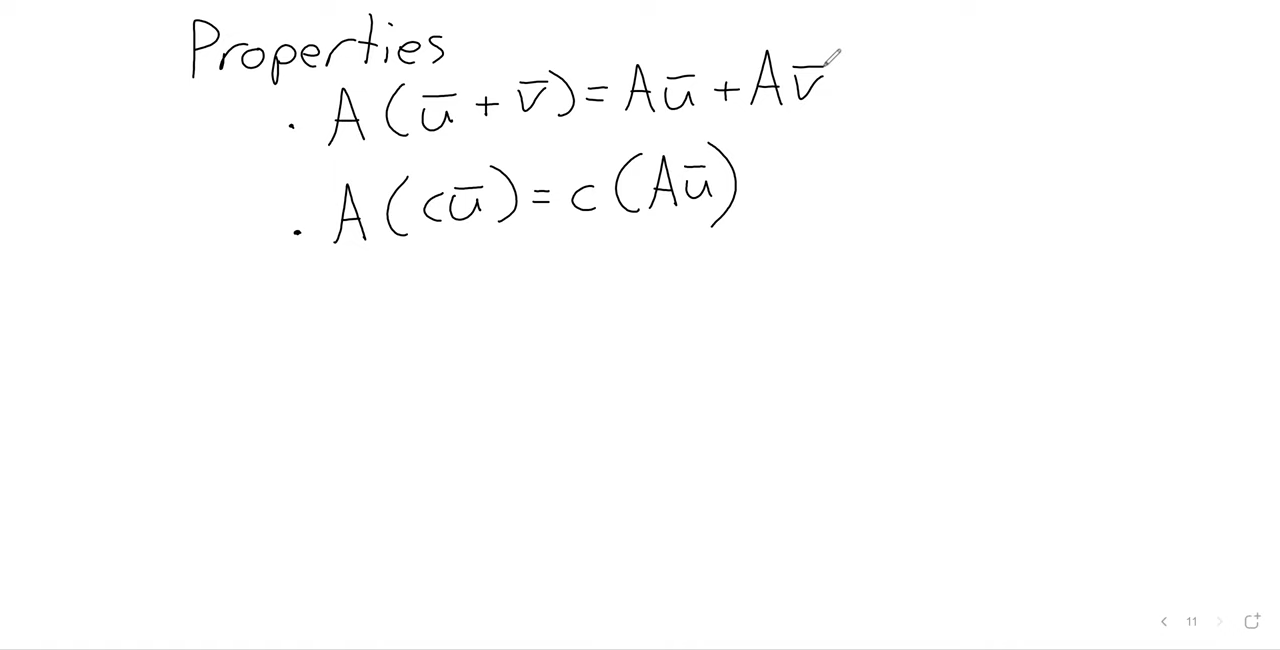 Properties
. A(ū + v̄) = Aū + Av̄
. A(cū) = c(Aū)
< 11 >